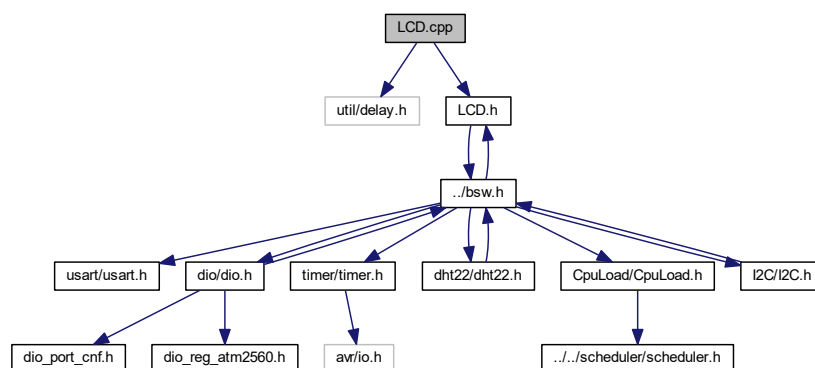 LCD.cpp
util/delay.h
LCD.h
../bsw.h
usart/usart.h
dio/dio.h
timer/timer.h
dht22/dht22.h
CpuLoad/CpuLoad.h
I2C/I2C.h
dio_port_cnf.h
dio_reg_atm2560.h
avr/io.h
../../scheduler/scheduler.h